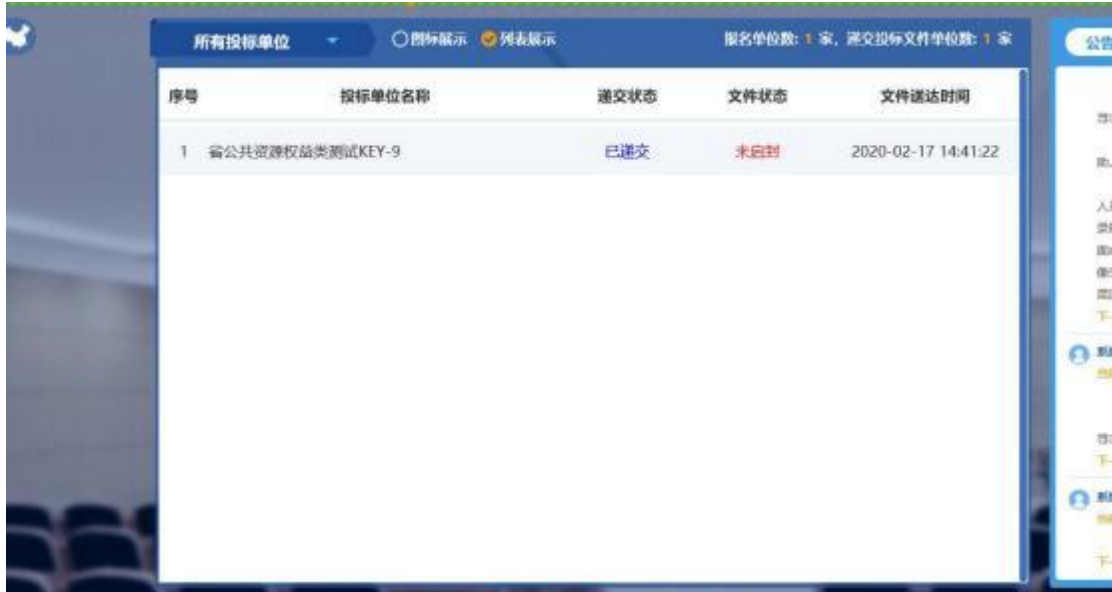 所有投标单位 图标展示 列表展示 报名单位数: 1 家, 递交投标文件单位数: 1 家
公告
序号 投标单位名称 递交状态 文件状态 文件送达时间
1 省公共资源权益类测试KEY-9 已递交 未启封 2020-02-17 14:41:22